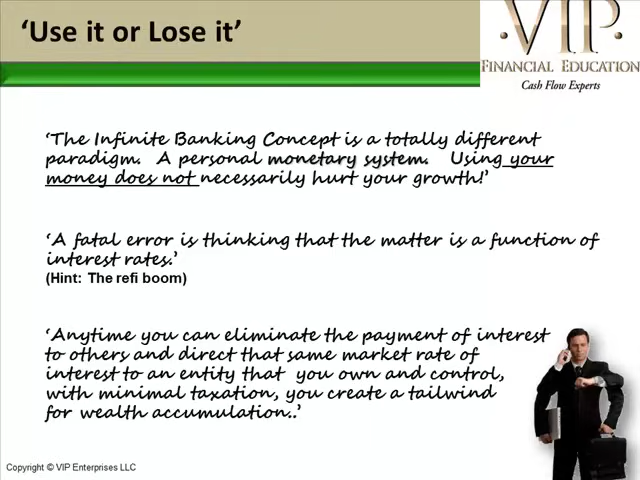 ‘Use it or Lose it’
·VIP·
FINANCIAL EDUCATION
Cash Flow Experts
‘The Infinite Banking Concept is a totally different
paradigm. A personal monetary system. Using your
money does not necessarily hurt your growth!’
‘A fatal error is thinking that the matter is a function of
interest rates.’
(Hint: The refi boom)
‘Anytime you can eliminate the payment of interest
to others and direct that same market rate of
interest to an entity that you own and control,
with minimal taxation, you create a tailwind
for wealth accumulation..’
Copyright © VIP Enterprises LLC